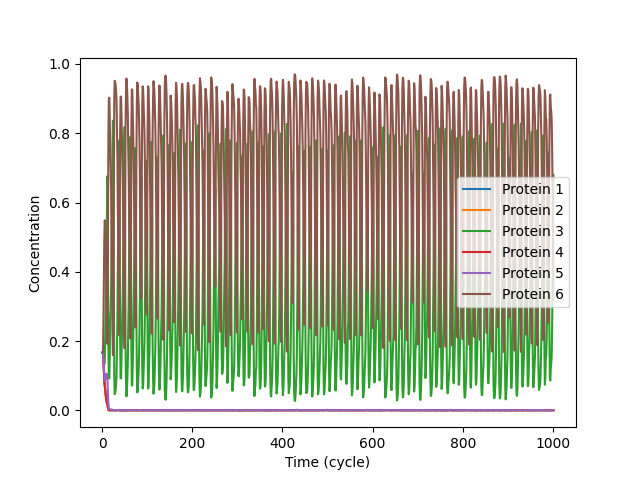 1.0
0.8
0.6
0.4
0.2
0.0
Concentration
0
200
400
600
800
1000
Time (cycle)
Protein 1
Protein 2
Protein 3
Protein 4
Protein 5
Protein 6